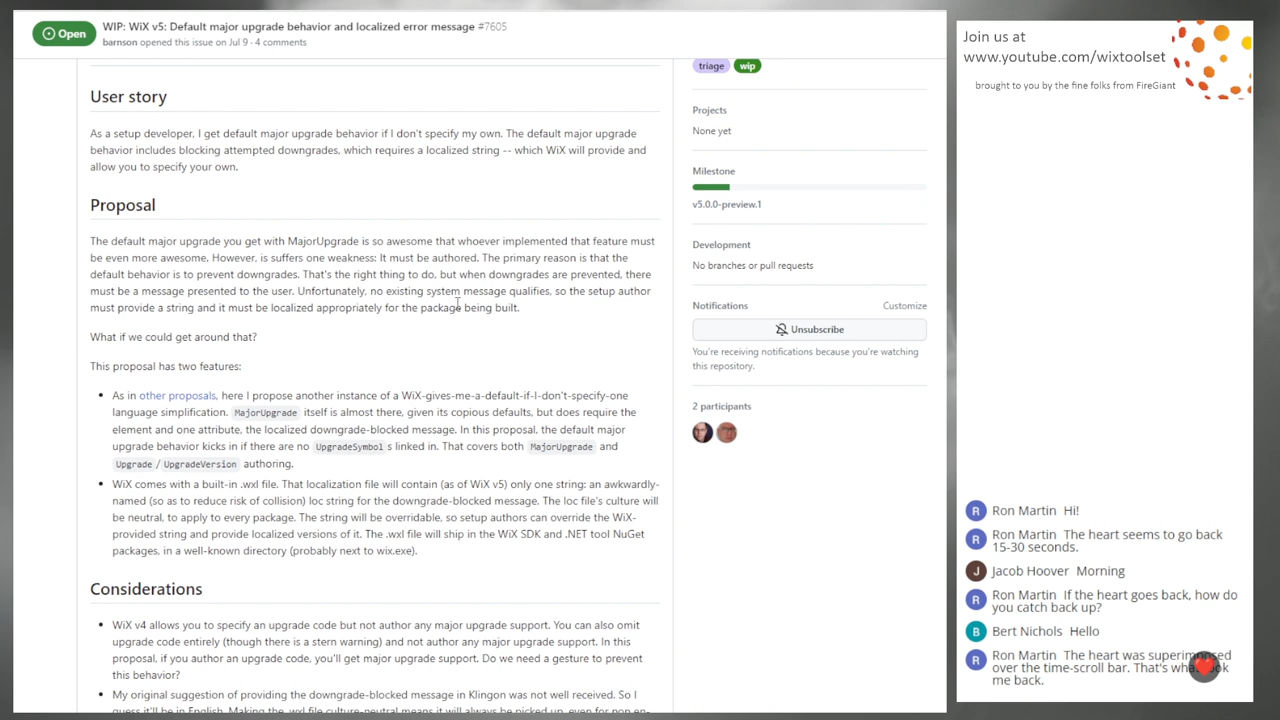 Open
WIP: WiX v5: Default major upgrade behavior and localized error message #7605
barnson opened this issue on Jul 9 · 4 comments
User story
As a setup developer, I get default major upgrade behavior if I don't specify my own. The default major upgrade
behavior includes blocking attempted downgrades, which requires a localized string -- which WiX will provide and
allow you to specify your own.
Proposal
The default major upgrade you get with MajorUpgrade is so awesome that whoever implemented that feature must
be even more awesome. However, is suffers one weakness: It must be authored. The primary reason is that the
default behavior is to prevent downgrades. That's the right thing to do, but when downgrades are prevented, there
must be a message presented to the user. Unfortunately, no existing system message qualifies, so the setup author
must provide a string and it must be localized appropriately for the package being built.
What if we could get around that?
This proposal has two features:
• As in other proposals, here I propose another instance of a WiX-gives-me-a-default-if-I-don't-specify-one
language simplification. MajorUpgrade itself is almost there, given its copious defaults, but does require the
element and one attribute, the localized downgrade-blocked message. In this proposal, the default major
upgrade behavior kicks in if there are no UpgradeSymbol s linked in. That covers both MajorUpgrade and
Upgrade / UpgradeVersion authoring.
• WiX comes with a built-in .wxl file. That localization file will contain (as of WiX v5) only one string: an awkwardly-
named (so as to reduce risk of collision) loc string for the downgrade-blocked message. The loc file's culture will
be neutral, to apply to every package. The string will be overridable, so setup authors can override the WiX-
provided string and provide localized versions of it. The .wxl file will ship in the WiX SDK and .NET tool NuGet
packages, in a well-known directory (probably next to wix.exe).
Considerations
• WiX v4 allows you to specify an upgrade code but not author any major upgrade support. You can also omit
upgrade code entirely (though there is a stern warning) and not author any major upgrade support. In this
proposal, if you author an upgrade code, you'll get major upgrade support. Do we need a gesture to prevent
this behavior?
• My original suggestion of providing the downgrade-blocked message in Klingon was not well received. So I
guess it'll be in English. Making the .wxl file culture-neutral means it will always be picked up, even for non en-
triage wip
Projects
None yet
Milestone
v5.0.0-preview.1
Development
No branches or pull requests
Notifications Customize
Unsubscribe
You're receiving notifications because you're watching
this repository.
2 participants
Join us at
www.youtube.com/wixtoolset
brought to you by the fine folks from FireGiant
R Ron Martin Hi!
R Ron Martin The heart seems to go back
15-30 seconds.
J Jacob Hoover Morning
R Ron Martin If the heart goes back, how do
you catch back up?
B Bert Nichols Hello
R Ron Martin The heart was superimposed
over the time-scroll bar. That's what took
me back.